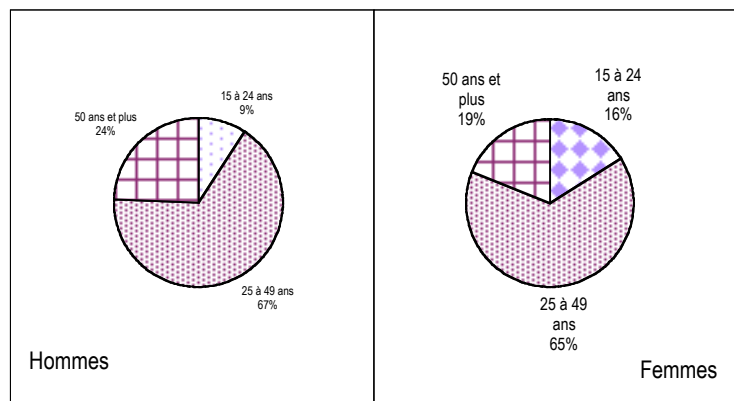 15 à 24 ans
9%
50 ans et plus
24%
25 à 49 ans
67%
Hommes
50 ans et
plus
19%
15 à 24
ans
16%
25 à 49
ans
65%
Femmes